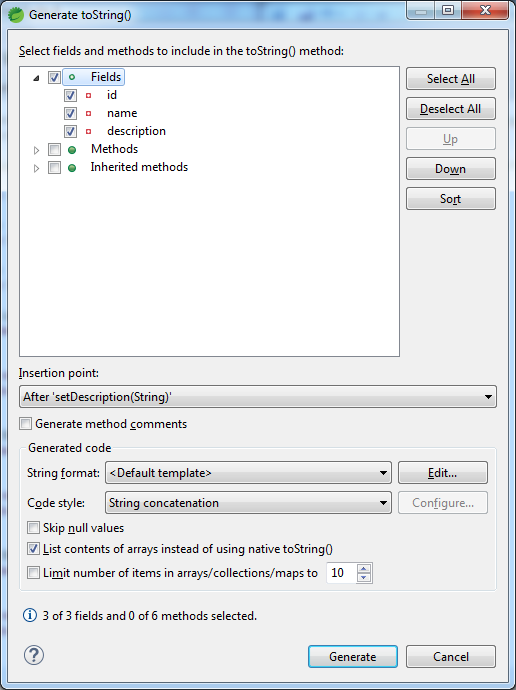 Generate toString()
Select fields and methods to include in the toString() method:
Fields
id
name
description
Methods
Inherited methods
Select All
Deselect All
Up
Down
Sort
Insertion point:
After 'setDescription(String)'
Generate method comments
Generated code
String format: <Default template> Edit...
Code style: String concatenation Configure...
Skip null values
List contents of arrays instead of using native toString()
Limit number of items in arrays/collections/maps to 10
3 of 3 fields and 0 of 6 methods selected.
? Generate Cancel